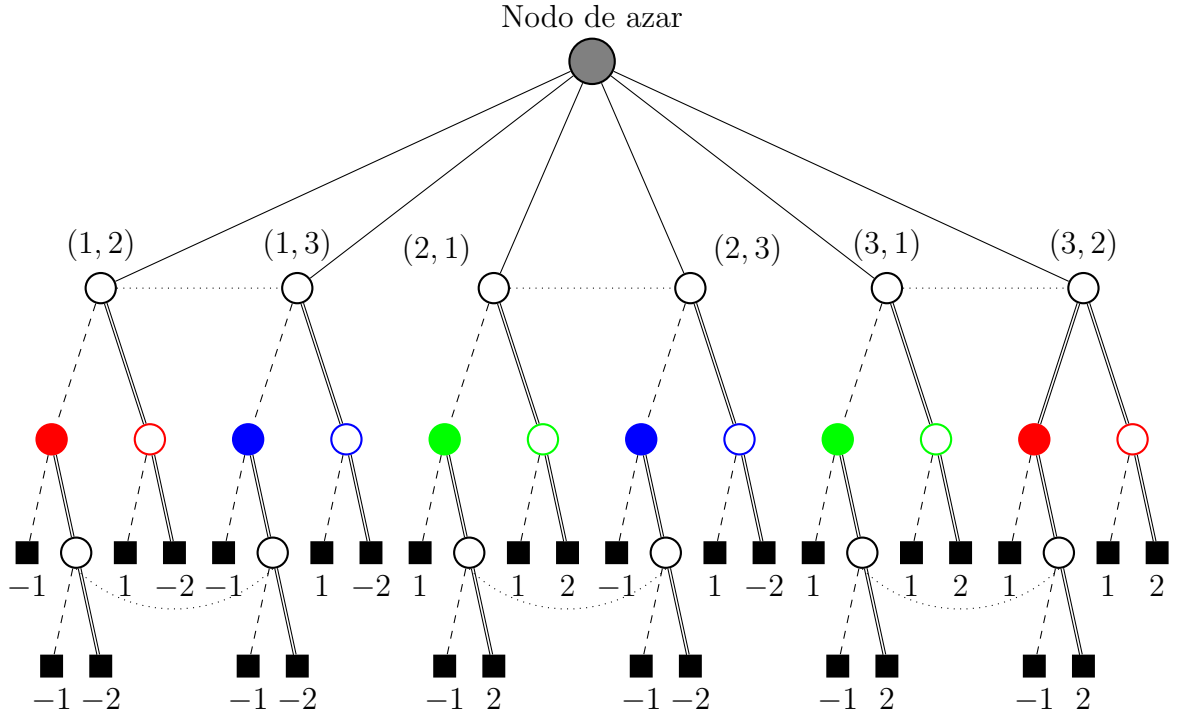 Nodo de azar
(1, 2) (1, 3) (2, 1) (2, 3) (3, 1) (3, 2)
−1 1 −2 −1 1 −2 1 1 2 −1 1 −2 1 1 2 1 1 2
−1 −2 −1 −2 −1 2 −1 −2 −1 2 −1 2